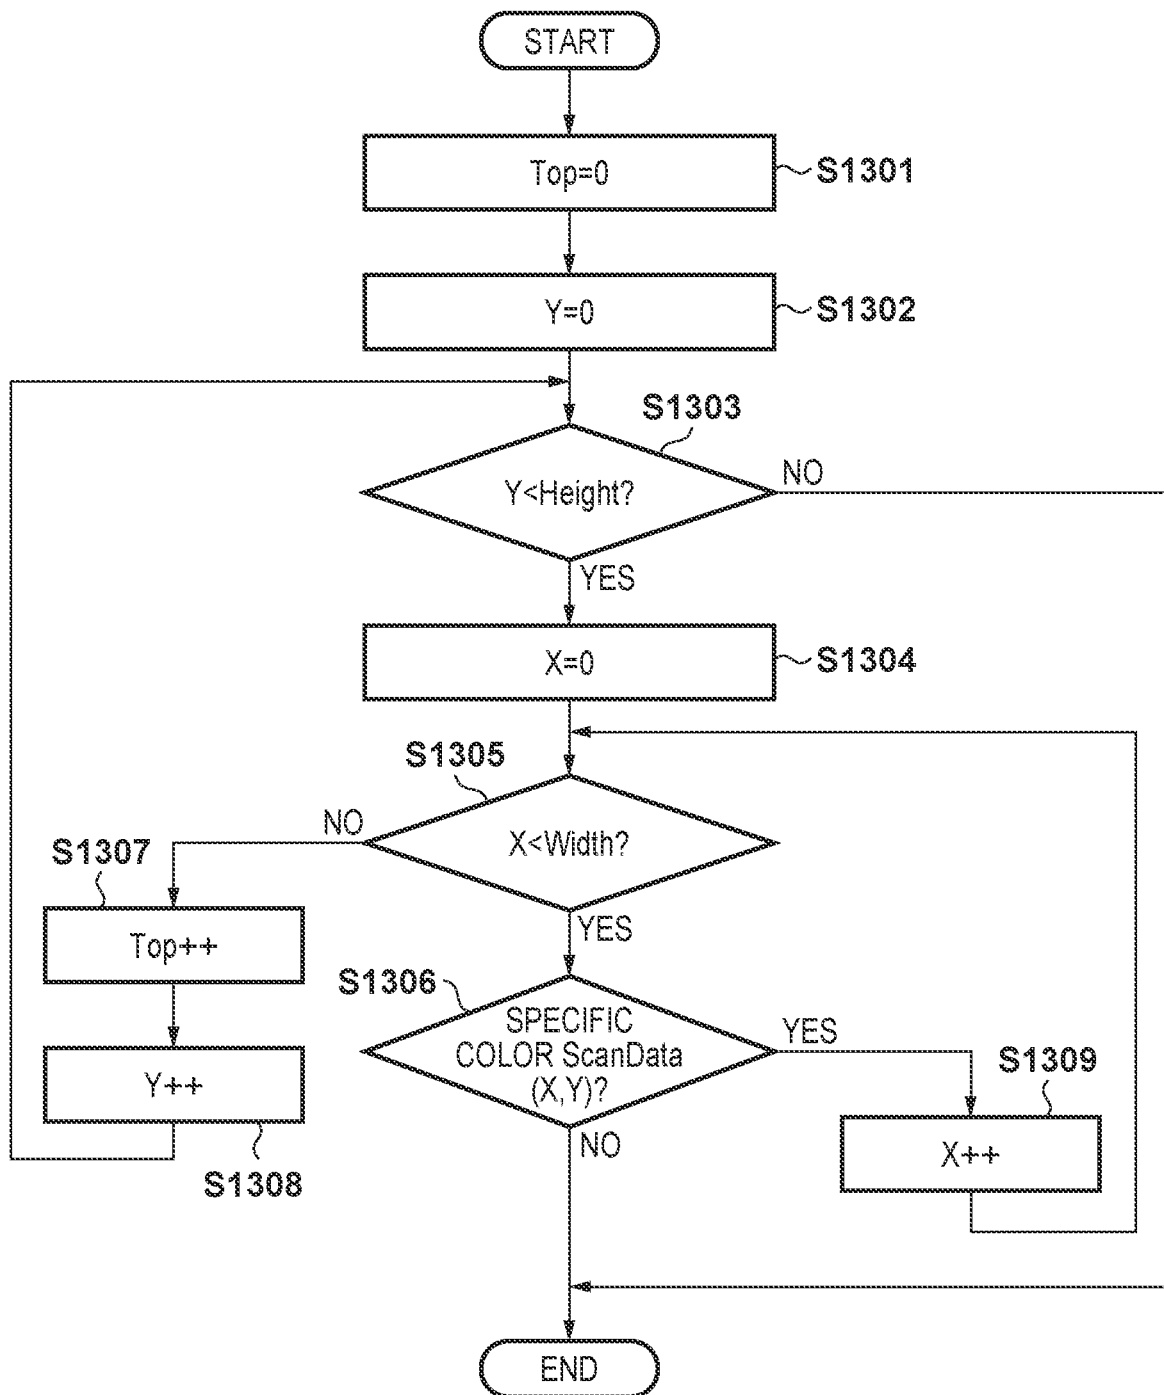 START
Top=0
S1301
Y=0
S1302
S1303
Y<Height?
NO
YES
X=0
S1304
S1305
X<Width?
NO
YES
S1307
Top++
S1306
SPECIFIC
COLOR ScanData
(X,Y)?
YES
NO
Y++
S1308
S1309
X++
END